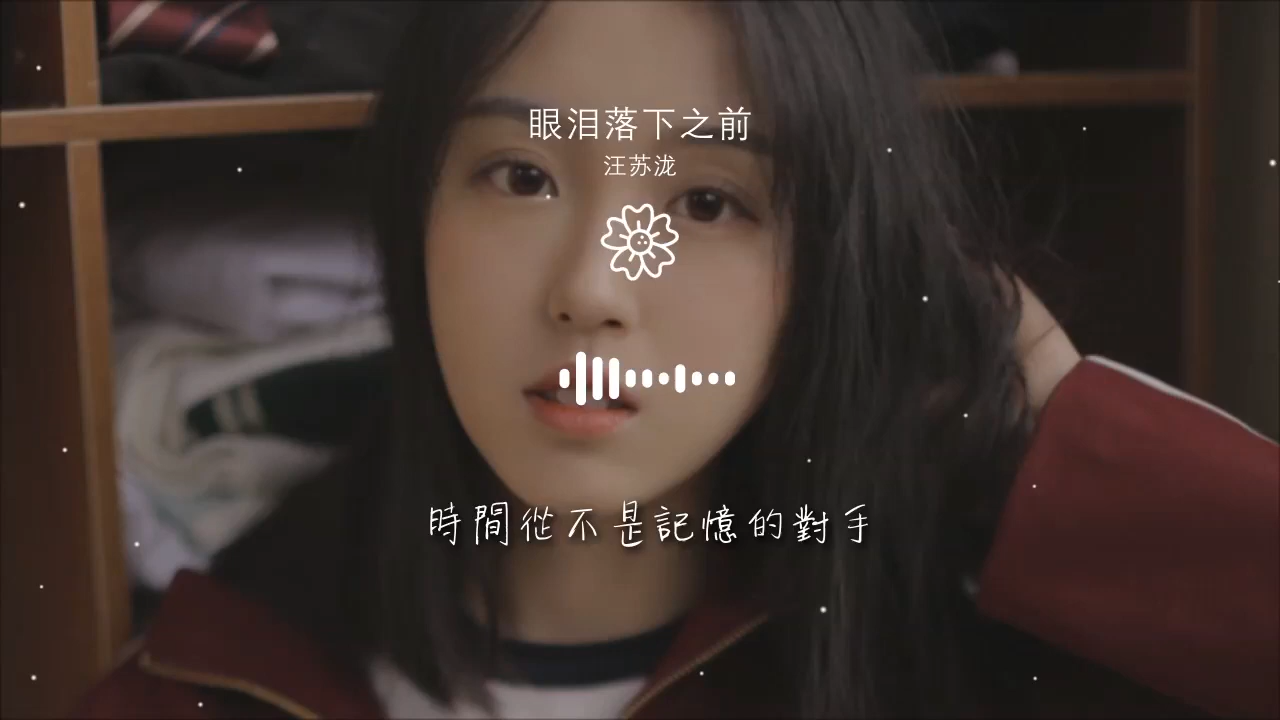 眼泪落下之前
汪苏泷
時間從不是記憶的對手